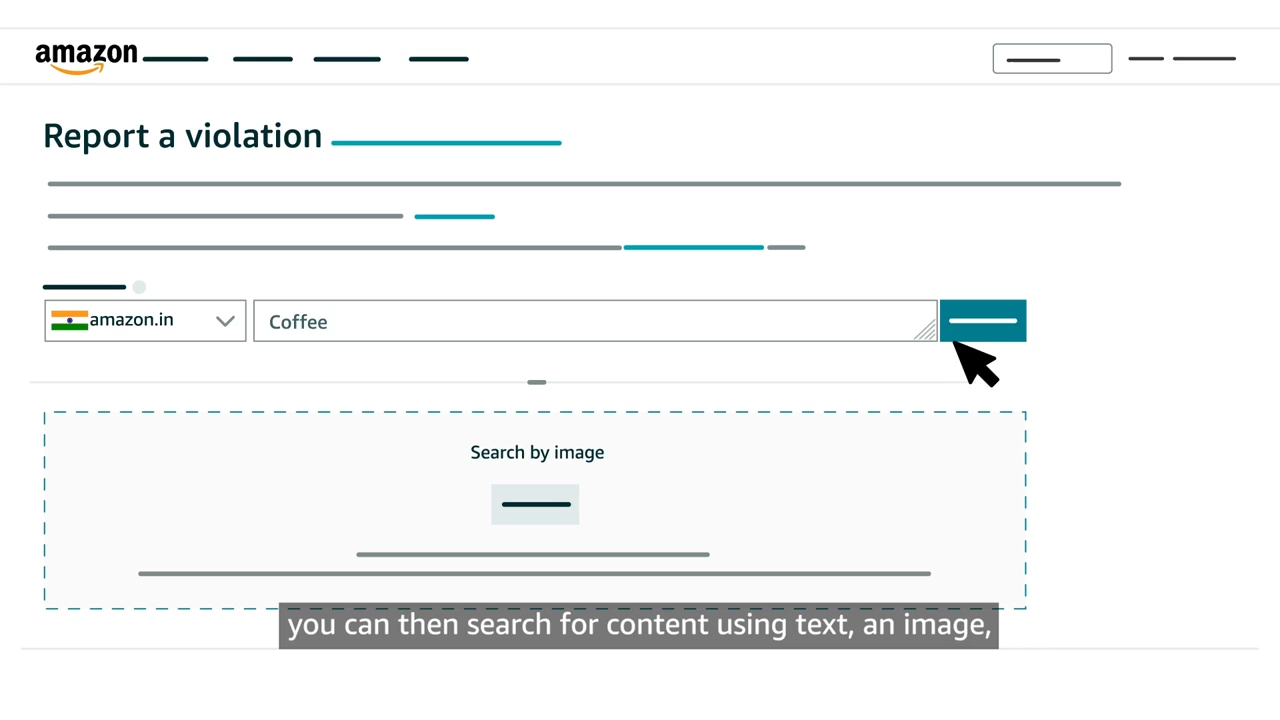 amazon
Report a violation
amazon.in
Coffee
Search by image
you can then search for content using text, an image,